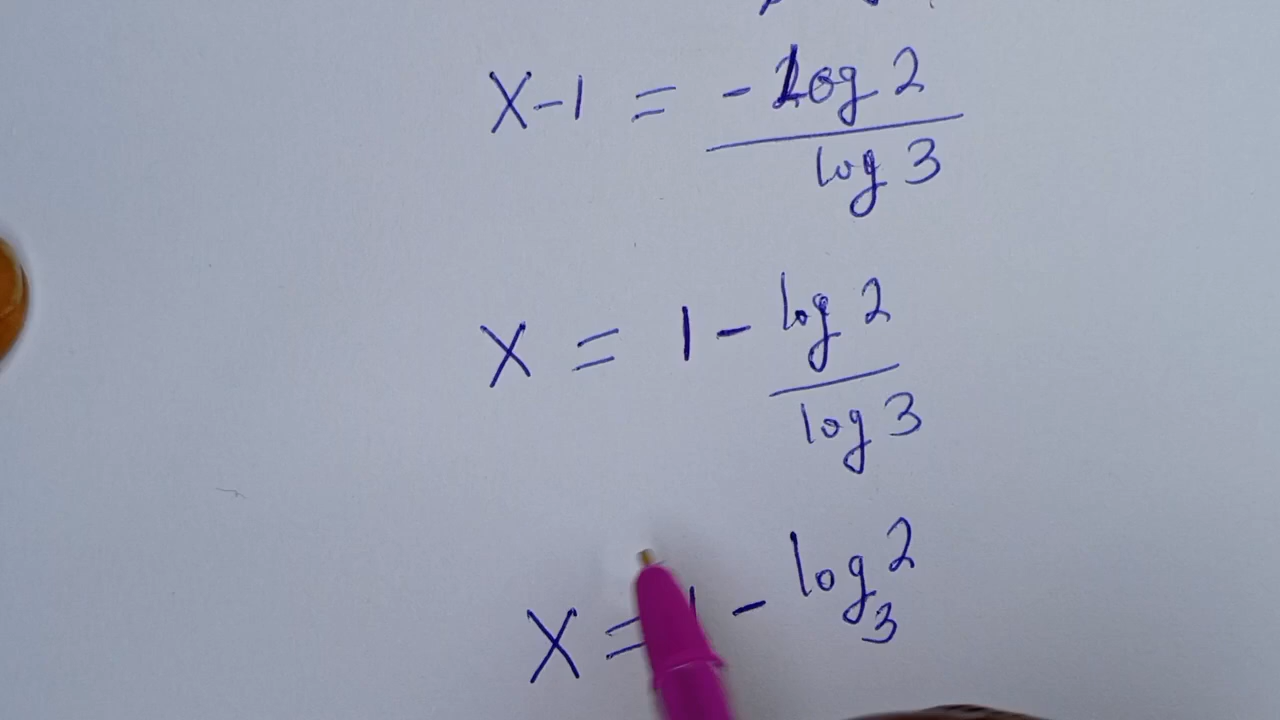 X-1 = -log 2 / log 3
X = 1 - log 2 / log 3
X = 1 - log₃ 2